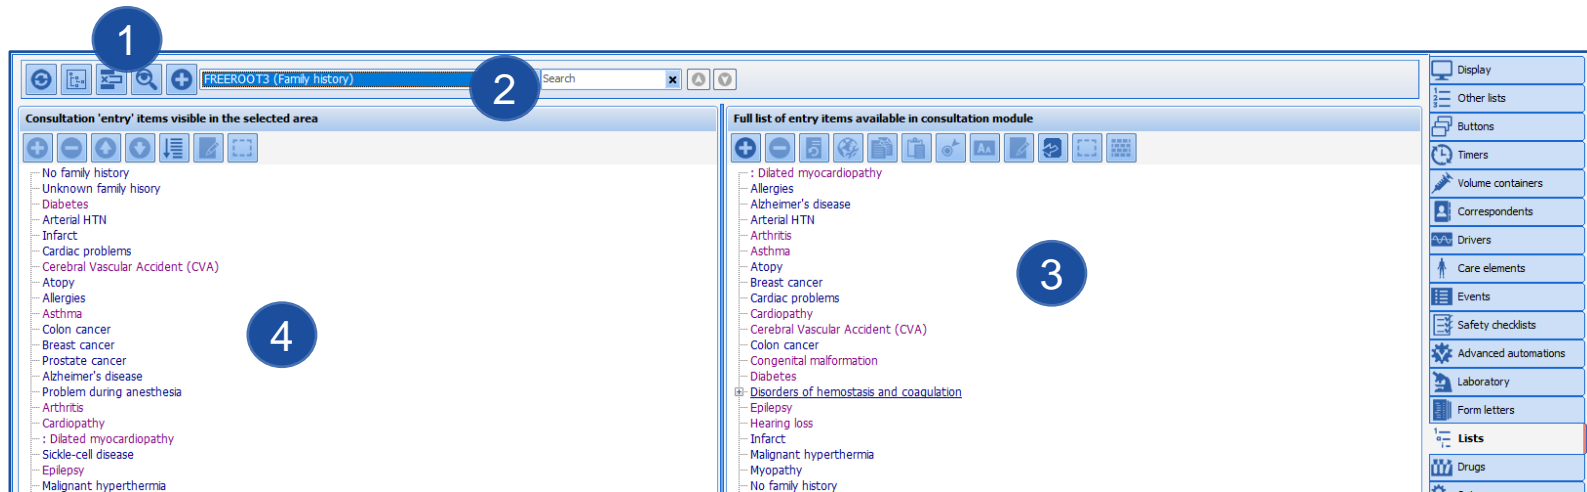 1
2
FREEROOT3 (Family history)
Search
Consultation 'entry' items visible in the selected area
No family history
Unknown family hisory
Diabetes
Arterial HTN
Infarct
Cardiac problems
Cerebral Vascular Accident (CVA)
Atopy
Allergies
Asthma
Colon cancer
Breast cancer
Prostate cancer
Alzheimer's disease
Problem during anesthesia
Arthritis
Cardiopathy
: Dilated myocardiopathy
Sickle-cell disease
Epilepsy
Malignant hyperthermia
4
Full list of entry items available in consultation module
: Dilated myocardiopathy
Allergies
Alzheimer's disease
Arterial HTN
Arthritis
Asthma
Atopy
Breast cancer
Cardiac problems
Cardiopathy
Cerebral Vascular Accident (CVA)
Colon cancer
Congenital malformation
Diabetes
Disorders of hemostasis and coagulation
Epilepsy
Hearing loss
Infarct
Malignant hyperthermia
Myopathy
No family history
3
Display
Other lists
Buttons
Timers
Volume containers
Correspondents
Drivers
Care elements
Events
Safety checklists
Advanced automations
Laboratory
Form letters
Lists
Drugs